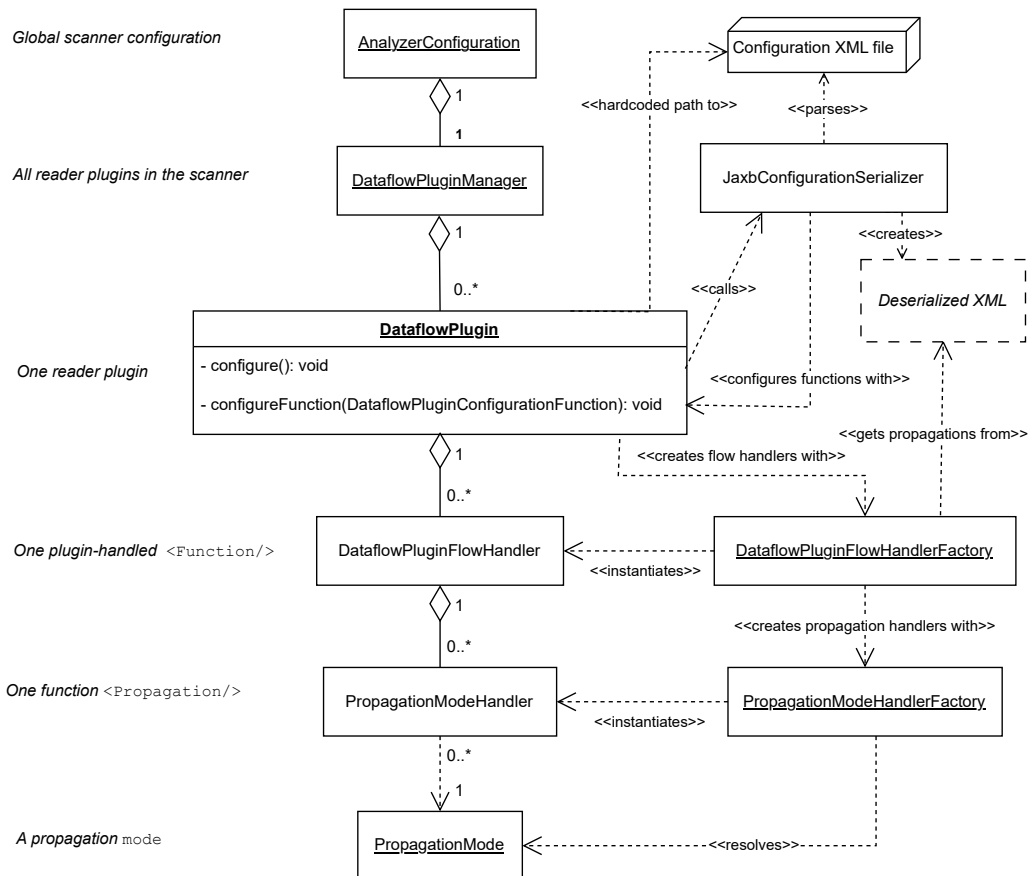 Global scanner configuration
AnalyzerConfiguration
Configuration XML file
1
<<hardcoded path to>>
<<parses>>
1
All reader plugins in the scanner
DataflowPluginManager
JaxbConfigurationSerializer
1
<<creates>>
<<calls>>
0..*
Deserialized XML
DataflowPlugin
One reader plugin
- configure(): void
<<configures functions with>>
- configureFunction(DataflowPluginConfigurationFunction): void
<<gets propagations from>>
1
<<creates flow handlers with>>
0..*
One plugin-handled <Function/>
DataflowPluginFlowHandler
DataflowPluginFlowHandlerFactory
<<instantiates>>
1
<<creates propagation handlers with>>
0..*
One function <Propagation/>
PropagationModeHandler
PropagationModeHandlerFactory
<<instantiates>>
0..*
1
A propagation mode
PropagationMode
<<resolves>>